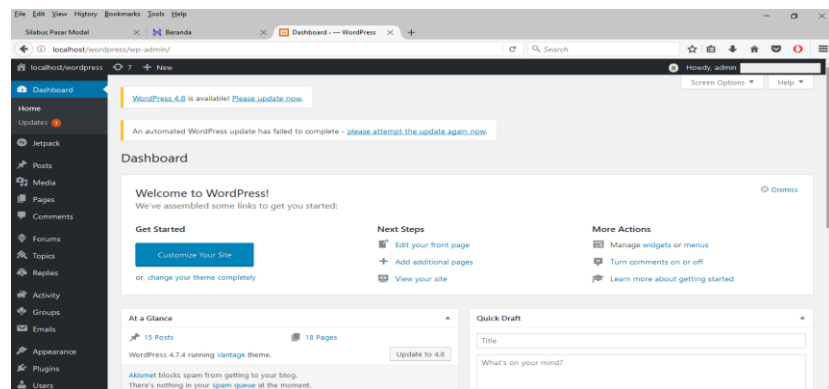 File Edit View History Bookmarks Tools Help
Silabus Pasar Modal
Beranda
Dashboard ‹ — WordPress
localhost/wordpress/wp-admin/
Search
localhost/wordpress 7 + New
Howdy, admin
Screen Options Help
Dashboard
Home
Updates 1
Jetpack
Posts
Media
Pages
Comments
Forums
Topics
Replies
Activity
Groups
Emails
Appearance
Plugins
Users
WordPress 4.8 is available! Please update now.
An automated WordPress update has failed to complete - please attempt the update again now.
Dashboard
Welcome to WordPress!
Dismiss
We've assembled some links to get you started:
Get Started
Customize Your Site
or, change your theme completely
Next Steps
Edit your front page
Add additional pages
View your site
More Actions
Manage widgets or menus
Turn comments on or off
Learn more about getting started
At a Glance
15 Posts
18 Pages
WordPress 4.7.4 running Vantage theme.
Update to 4.8
Akismet blocks spam from getting to your blog.
There's nothing in your spam queue at the moment.
Quick Draft
Title
What's on your mind?